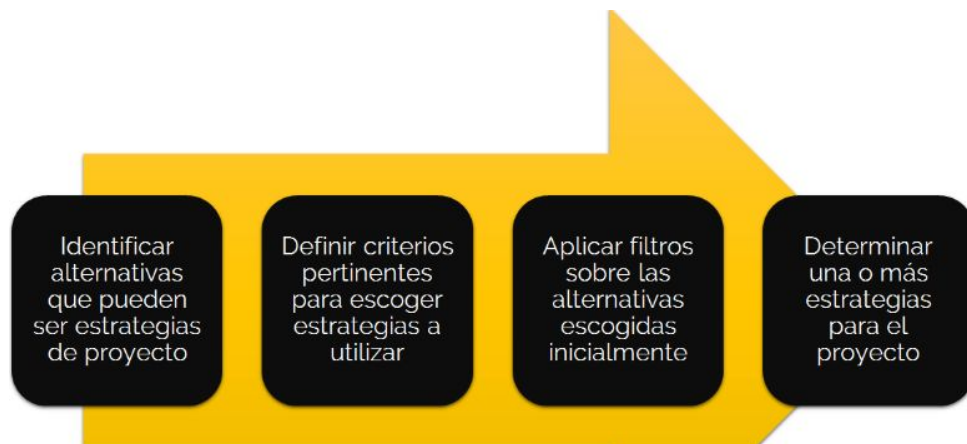 Identificar
alternativas
que pueden
ser estrategias
de proyecto
Definir criterios
pertinentes
para escoger
estrategias a
utilizar
Aplicar filtros
sobre las
alternativas
escogidas
inicialmente
Determinar
una o más
estrategias
para el
proyecto